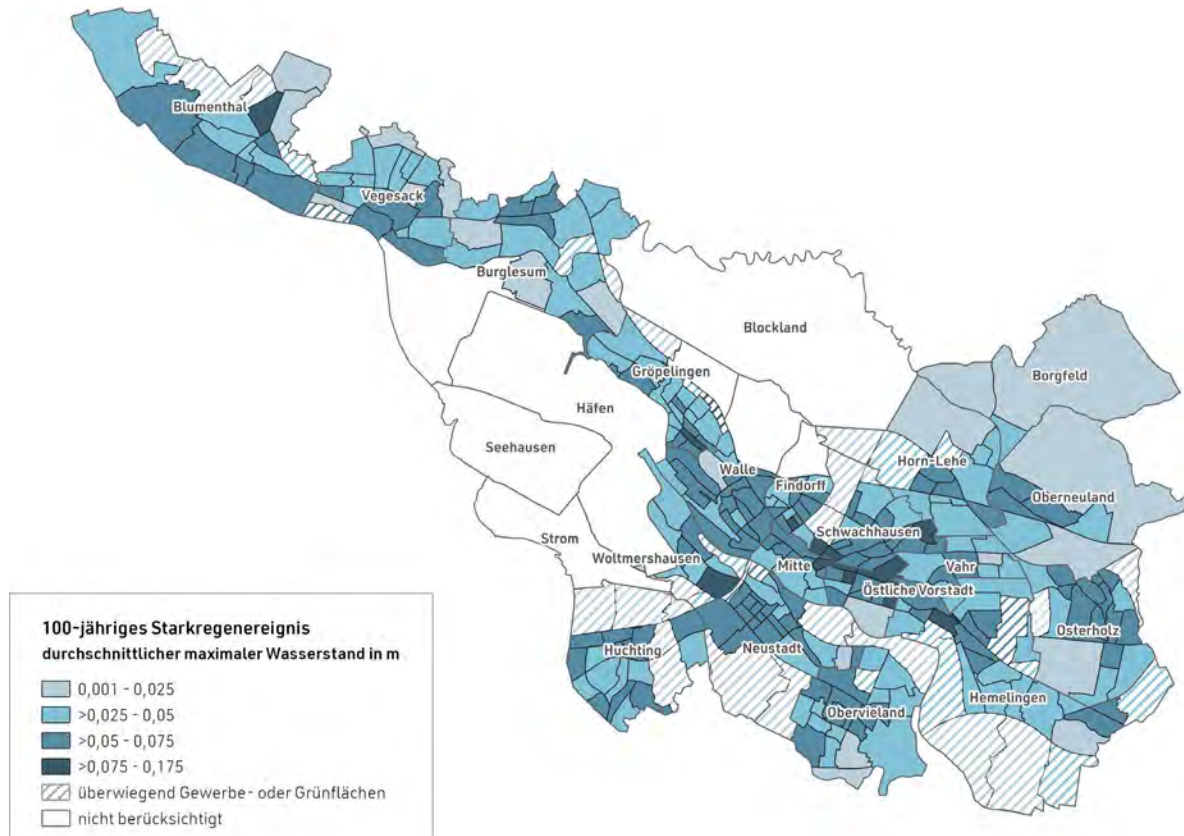 Blumenthal
Vegesack
Burglesum
Blockland
Gröpelingen
Borgfeld
Häfen
Seehausen
Walle
Horn-Lehe
Findorff
Oberneuland
Schwachhausen
Strom
Woltmershausen
Mitte
Vahr
Östliche Vorstadt
Osterholz
Huchting
Neustadt
Hemelingen
Obervieland
100-jähriges Starkregenereignis
durchschnittlicher maximaler Wasserstand in m
0,001 - 0,025
>0,025 - 0,05
>0,05 - 0,075
>0,075 - 0,175
überwiegend Gewerbe- oder Grünflächen
nicht berücksichtigt